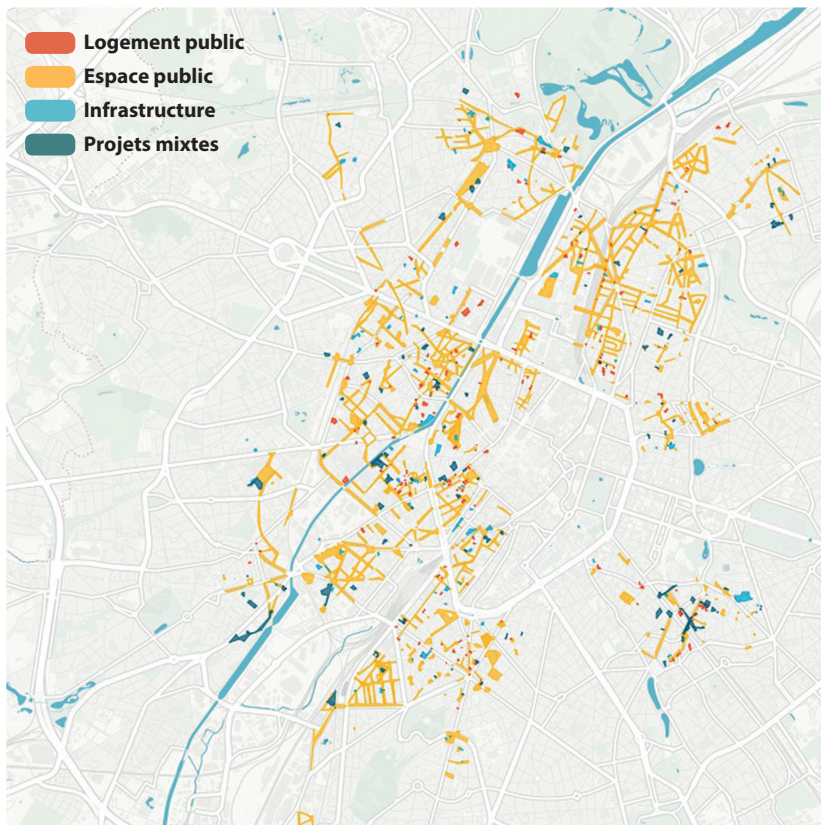 Logement public
Espace public
Infrastructure
Projets mixtes